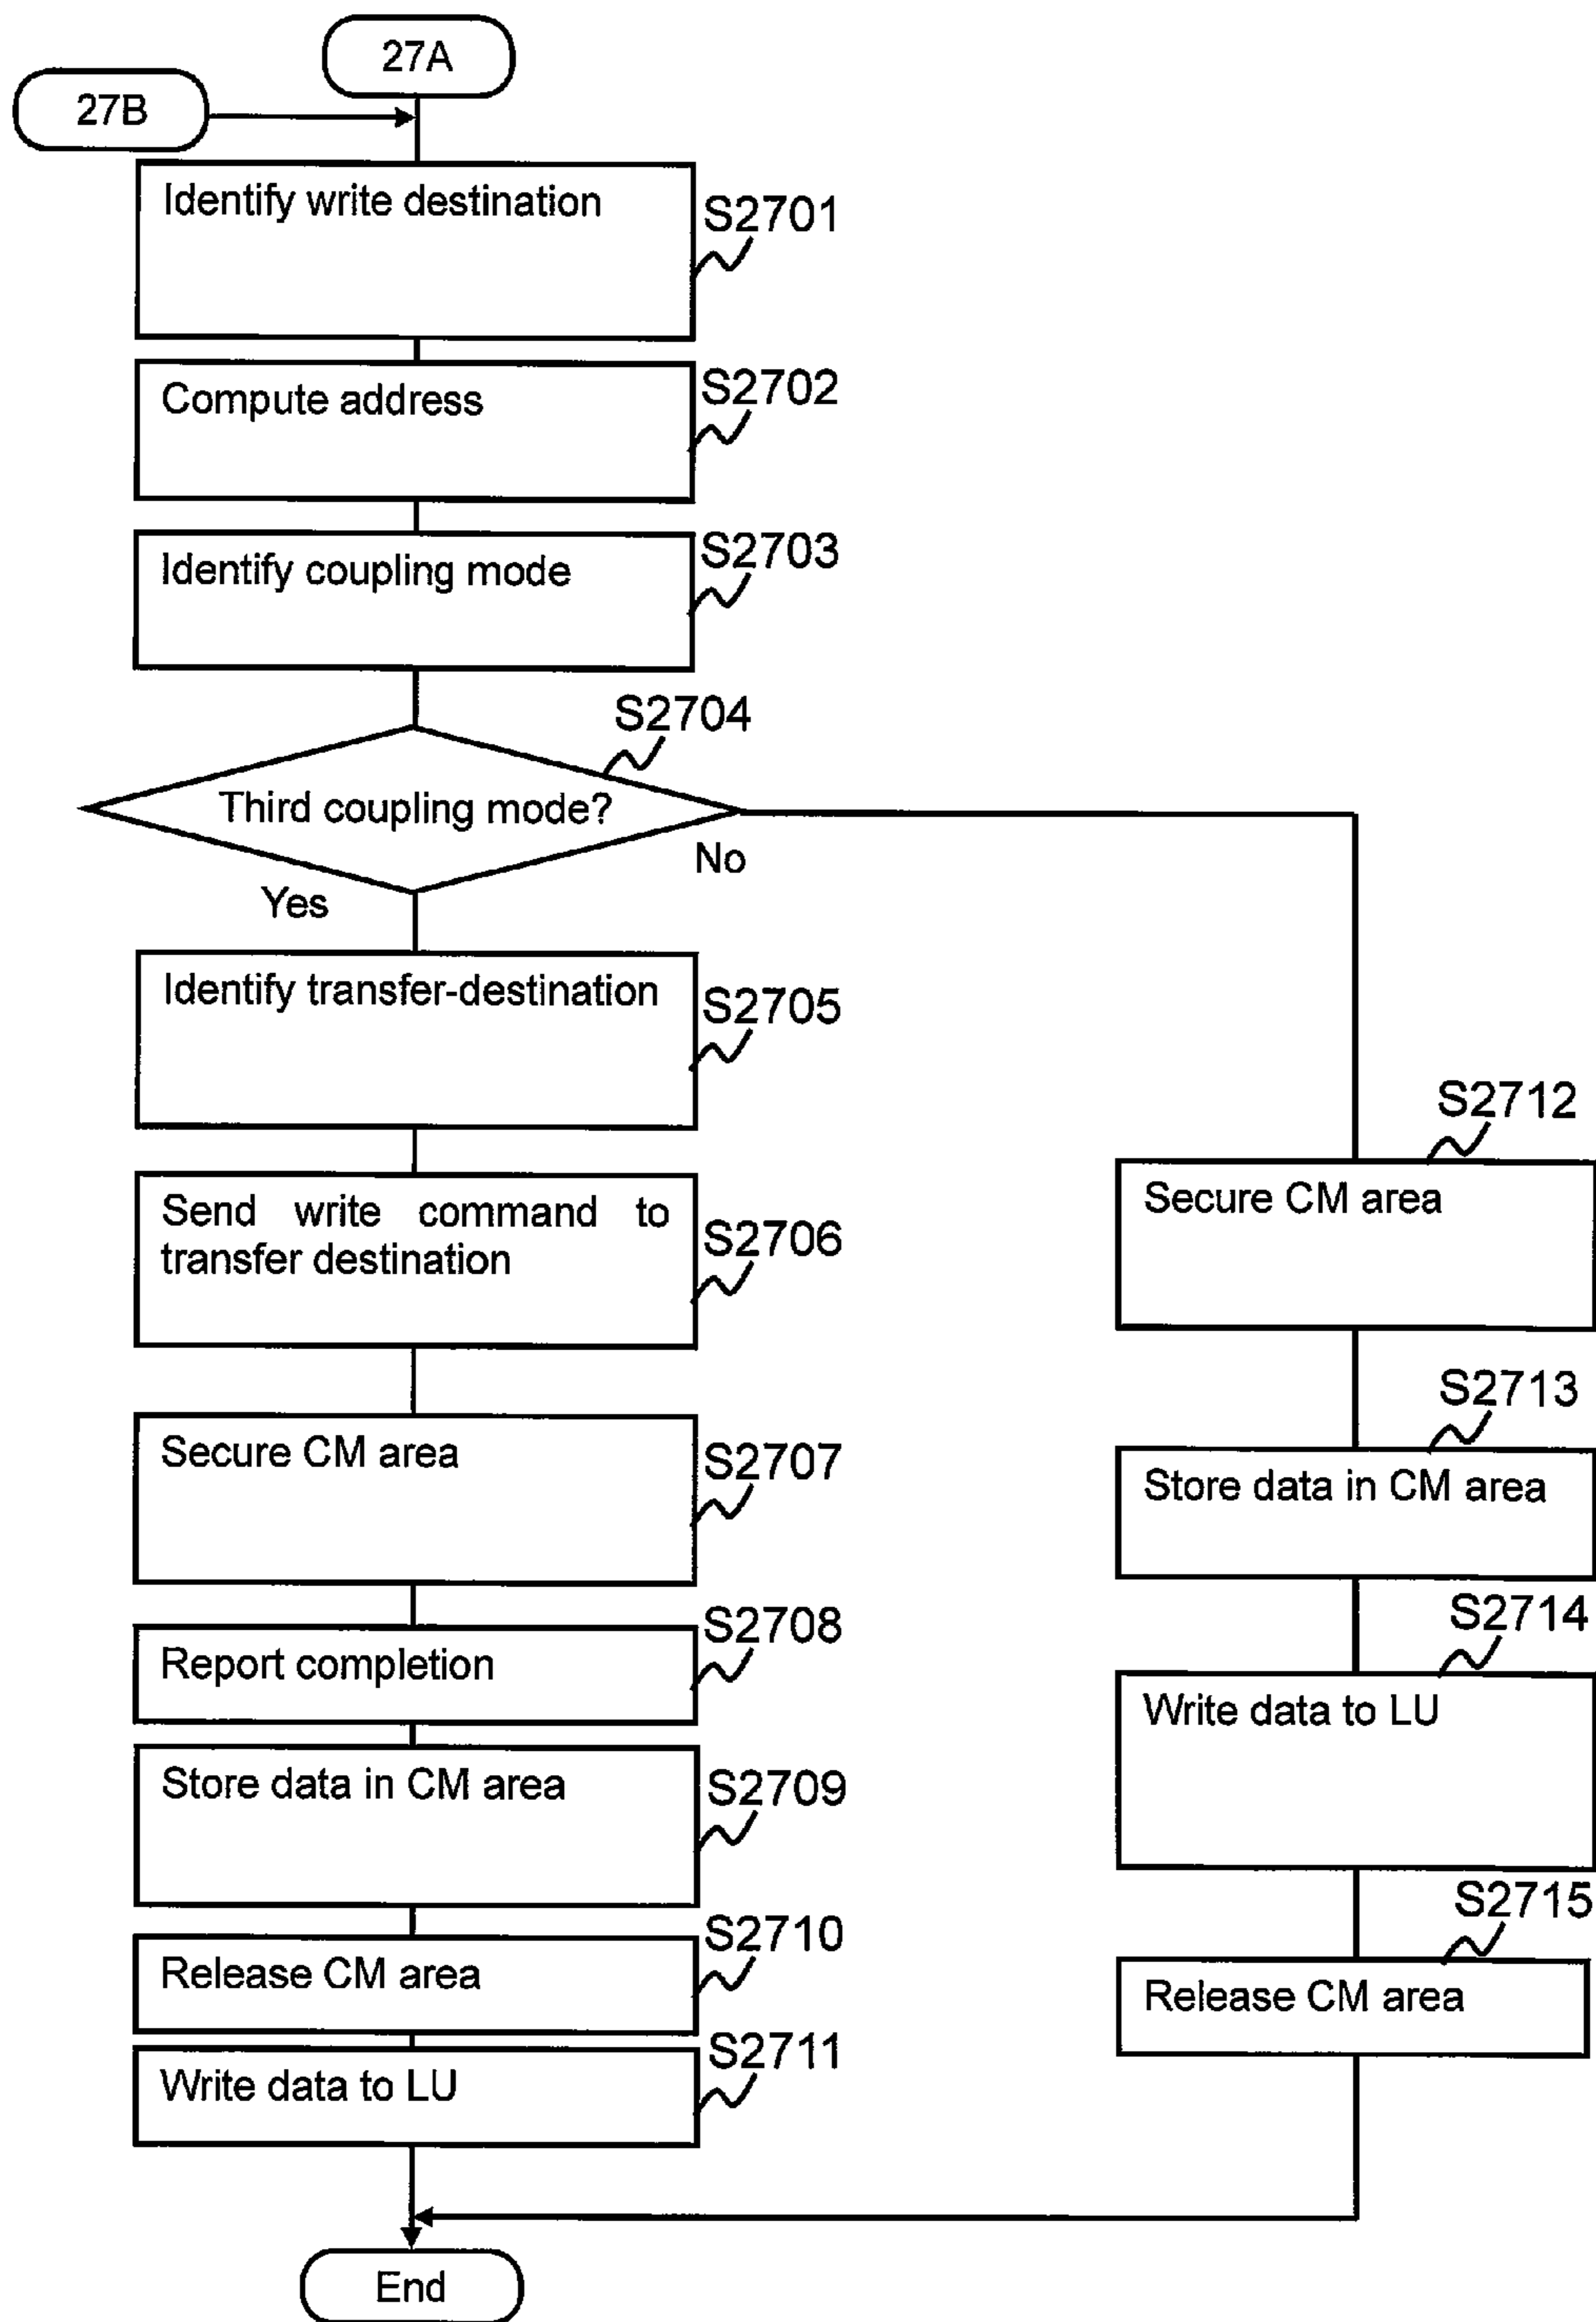 27A
27B
Identify write destination
S2701
Compute address
S2702
Identify coupling mode
S2703
S2704
Third coupling mode?
No
Yes
Identify transfer-destination
S2705
Send write command to
transfer destination
S2706
Secure CM area
S2707
Report completion
S2708
Store data in CM area
S2709
Release CM area
S2710
Write data to LU
S2711
S2712
Secure CM area
S2713
Store data in CM area
S2714
Write data to LU
S2715
Release CM area
End